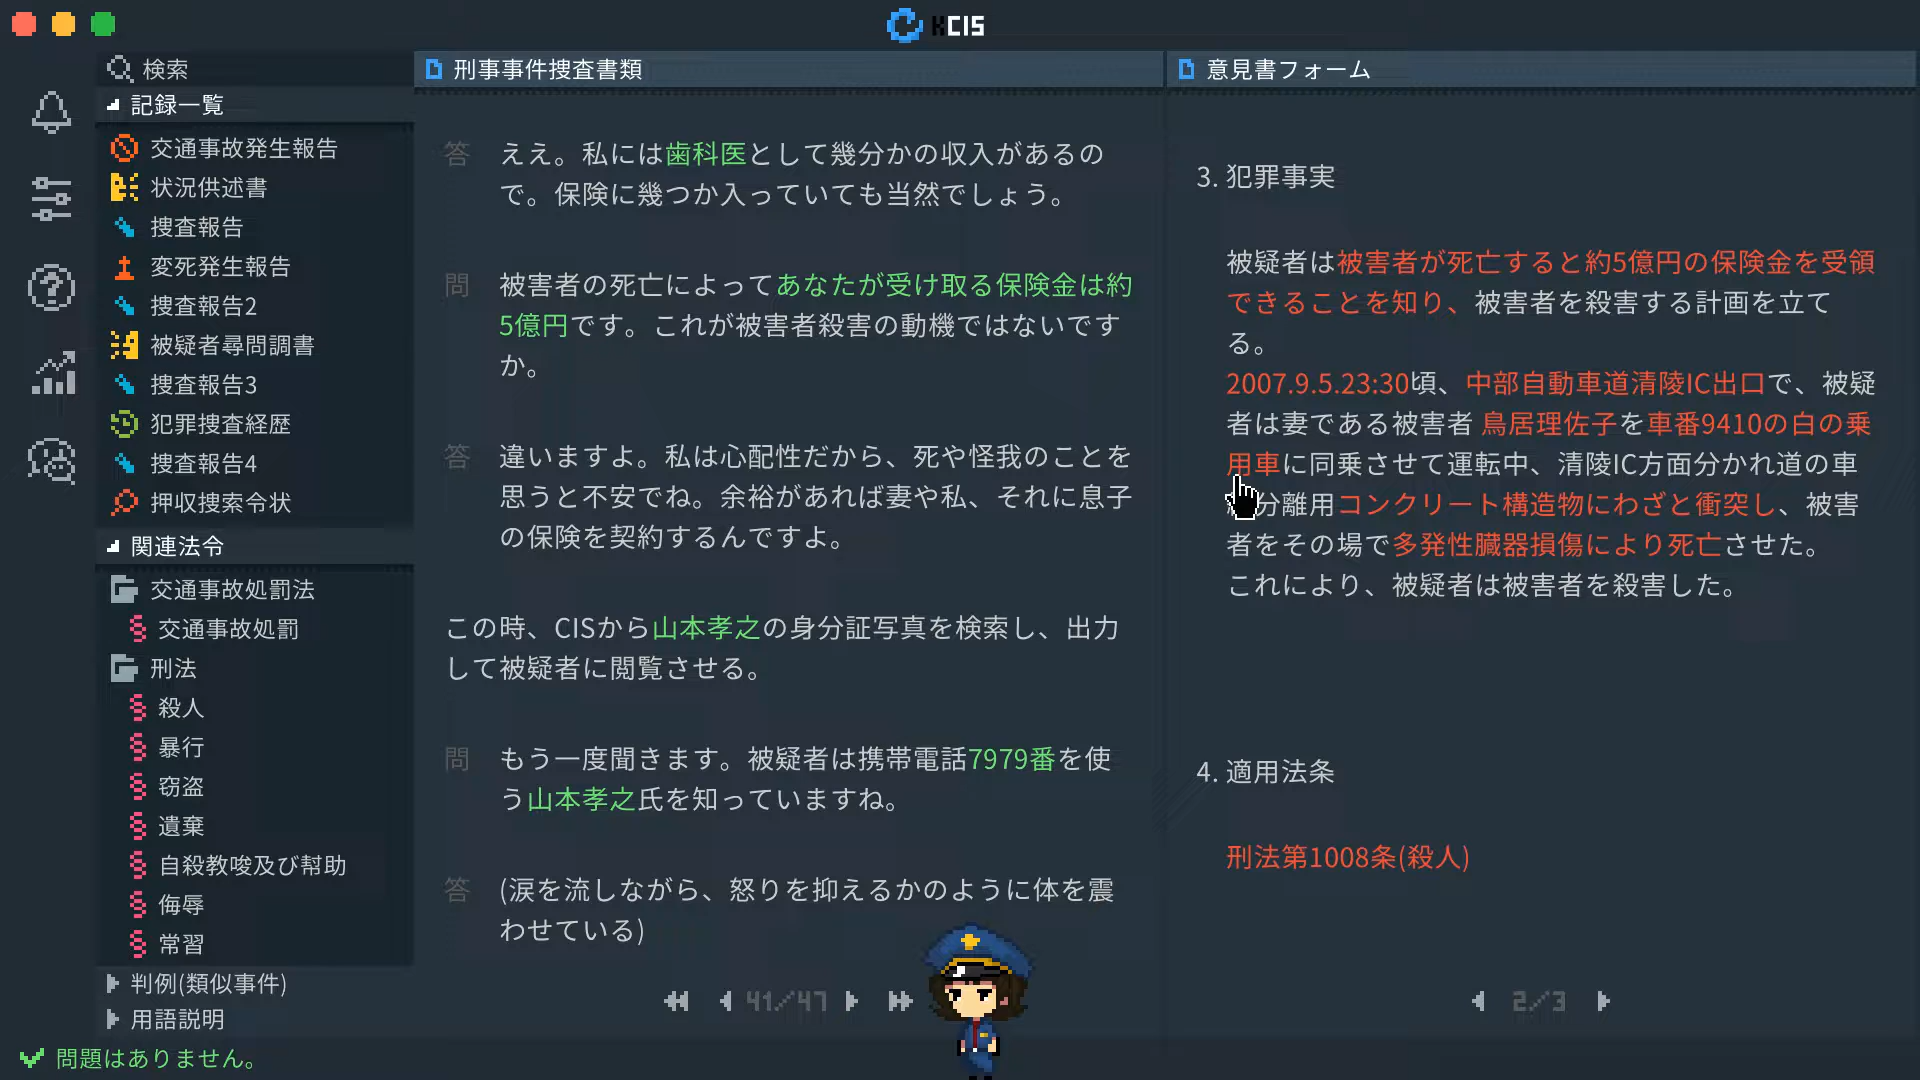 KCIS
検索
記録一覧
交通事故発生報告
状況供述書
捜査報告
変死発生報告
捜査報告2
被疑者尋問調書
捜査報告3
犯罪捜査経歴
捜査報告4
押収捜索令状
関連法令
交通事故処罰法
交通事故処罰
刑法
殺人
暴行
窃盗
遺棄
自殺教唆及び幇助
侮辱
常習
判例(類似事件)
用語説明
問題はありません。
刑事事件捜査書類
答 ええ。私には歯科医として幾分かの収入があるの
で。保険に幾つか入っていても当然でしょう。
問 被害者の死亡によってあなたが受け取る保険金は約
5億円です。これが被害者殺害の動機ではないです
か。
答 違いますよ。私は心配性だから、死や怪我のことを
思うと不安でね。余裕があれば妻や私、それに息子
の保険を契約するんですよ。
この時、CISから山本孝之の身分証写真を検索し、出力
して被疑者に閲覧させる。
問 もう一度聞きます。被疑者は携帯電話7979番を使
う山本孝之氏を知っていますね。
答 (涙を流しながら、怒りを抑えるかのように体を震
わせている)
41/47
意見書フォーム
3. 犯罪事実
被疑者は被害者が死亡すると約5億円の保険金を受領
できることを知り、被害者を殺害する計画を立て
る。
2007.9.5.23:30頃、中部自動車道清陵IC出口で、被疑
者は妻である被害者 鳥居理佐子を車番9410の白の乗
用車に同乗させて運転中、清陵IC方面分かれ道の車
分離用コンクリート構造物にわざと衝突し、被害
者をその場で多発性臓器損傷により死亡させた。
これにより、被疑者は被害者を殺害した。
4. 適用法条
刑法第1008条(殺人)
2/3